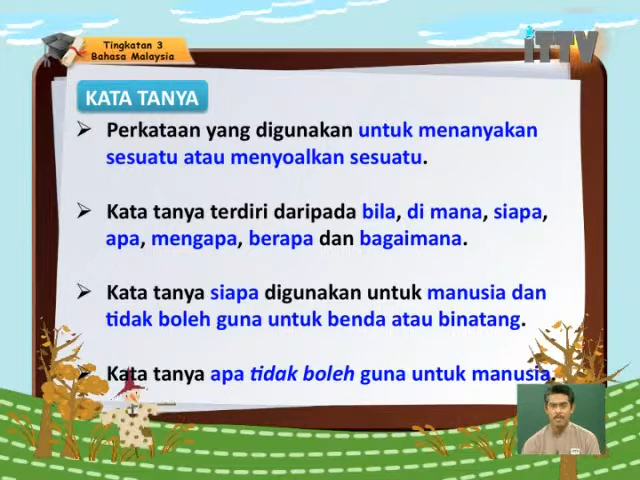 Tingkatan 3
Bahasa Malaysia
iTTV
KATA TANYA
Perkataan yang digunakan untuk menanyakan
sesuatu atau menyoalkan sesuatu.
Kata tanya terdiri daripada bila, di mana, siapa,
apa, mengapa, berapa dan bagaimana.
Kata tanya siapa digunakan untuk manusia dan
tidak boleh guna untuk benda atau binatang.
Kata tanya apa tidak boleh guna untuk manusia.